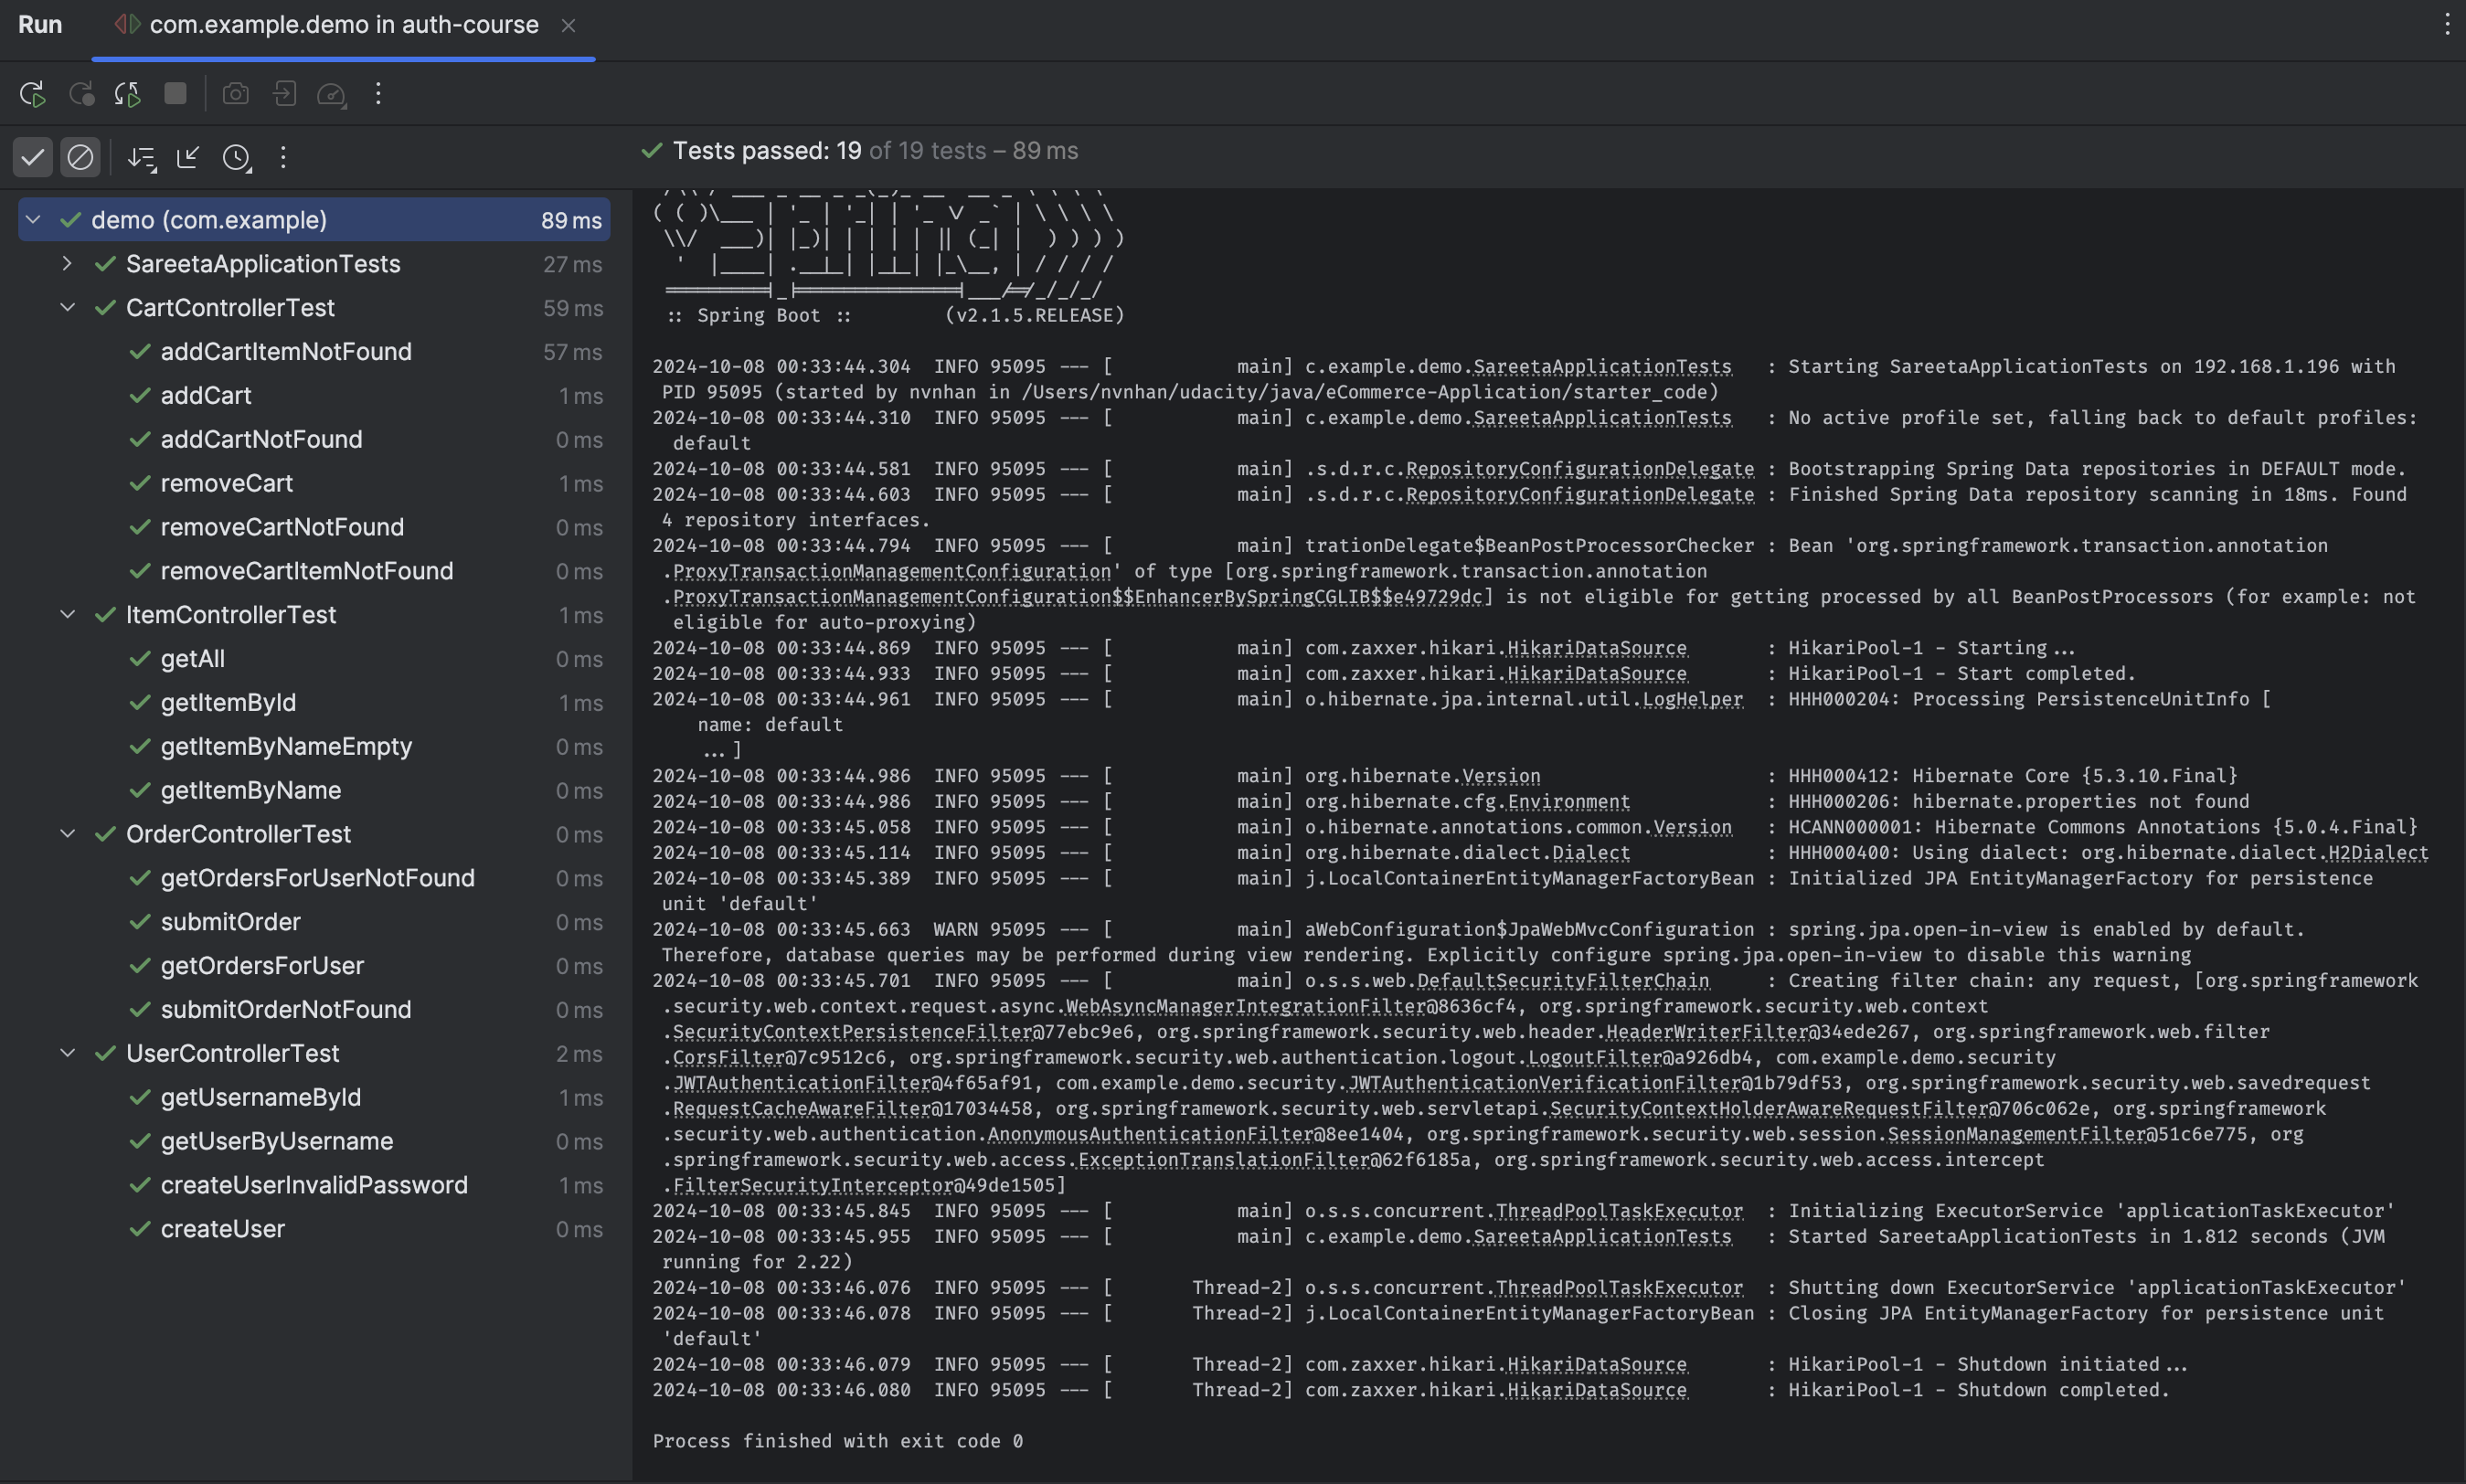 Run com.example.demo in auth-course
Tests passed: 19 of 19 tests – 89 ms
demo (com.example) 89 ms
SareetaApplicationTests 27 ms
CartControllerTest 59 ms
addCartItemNotFound 57 ms
addCart 1 ms
addCartNotFound 0 ms
removeCart 1 ms
removeCartNotFound 0 ms
removeCartItemNotFound 0 ms
ItemControllerTest 1 ms
getAll 0 ms
getItemById 1 ms
getItemByNameEmpty 0 ms
getItemByName 0 ms
OrderControllerTest 0 ms
getOrdersForUserNotFound 0 ms
submitOrder 0 ms
getOrdersForUser 0 ms
submitOrderNotFound 0 ms
UserControllerTest 2 ms
getUsernameById 1 ms
getUserByUsername 0 ms
createUserInvalidPassword 1 ms
createUser 0 ms
:: Spring Boot :: (v2.1.5.RELEASE)
2024-10-08 00:33:44.304 INFO 95095 --- [ main] c.example.demo.SareetaApplicationTests : Starting SareetaApplicationTests on 192.168.1.196 with
PID 95095 (started by nvnhan in /Users/nvnhan/udacity/java/eCommerce-Application/starter_code)
2024-10-08 00:33:44.310 INFO 95095 --- [ main] c.example.demo.SareetaApplicationTests : No active profile set, falling back to default profiles:
default
2024-10-08 00:33:44.581 INFO 95095 --- [ main] .s.d.r.c.RepositoryConfigurationDelegate : Bootstrapping Spring Data repositories in DEFAULT mode.
2024-10-08 00:33:44.603 INFO 95095 --- [ main] .s.d.r.c.RepositoryConfigurationDelegate : Finished Spring Data repository scanning in 18ms. Found
4 repository interfaces.
2024-10-08 00:33:44.794 INFO 95095 --- [ main] trationDelegate$BeanPostProcessorChecker : Bean 'org.springframework.transaction.annotation
.ProxyTransactionManagementConfiguration' of type [org.springframework.transaction.annotation
.ProxyTransactionManagementConfiguration$$EnhancerBySpringCGLIB$$e49729dc] is not eligible for getting processed by all BeanPostProcessors (for example: not
eligible for auto-proxying)
2024-10-08 00:33:44.869 INFO 95095 --- [ main] com.zaxxer.hikari.HikariDataSource : HikariPool-1 - Starting...
2024-10-08 00:33:44.933 INFO 95095 --- [ main] com.zaxxer.hikari.HikariDataSource : HikariPool-1 - Start completed.
2024-10-08 00:33:44.961 INFO 95095 --- [ main] o.hibernate.jpa.internal.util.LogHelper : HHH000204: Processing PersistenceUnitInfo [
name: default
...]
2024-10-08 00:33:44.986 INFO 95095 --- [ main] org.hibernate.Version : HHH000412: Hibernate Core {5.3.10.Final}
2024-10-08 00:33:44.986 INFO 95095 --- [ main] org.hibernate.cfg.Environment : HHH000206: hibernate.properties not found
2024-10-08 00:33:45.058 INFO 95095 --- [ main] o.hibernate.annotations.common.Version : HCANN000001: Hibernate Commons Annotations {5.0.4.Final}
2024-10-08 00:33:45.114 INFO 95095 --- [ main] org.hibernate.dialect.Dialect : HHH000400: Using dialect: org.hibernate.dialect.H2Dialect
2024-10-08 00:33:45.389 INFO 95095 --- [ main] j.LocalContainerEntityManagerFactoryBean : Initialized JPA EntityManagerFactory for persistence
unit 'default'
2024-10-08 00:33:45.663 WARN 95095 --- [ main] aWebConfiguration$JpaWebMvcConfiguration : spring.jpa.open-in-view is enabled by default.
Therefore, database queries may be performed during view rendering. Explicitly configure spring.jpa.open-in-view to disable this warning
2024-10-08 00:33:45.701 INFO 95095 --- [ main] o.s.s.web.DefaultSecurityFilterChain : Creating filter chain: any request, [org.springframework
.security.web.context.request.async.WebAsyncManagerIntegrationFilter@8636cf4, org.springframework.security.web.context
.SecurityContextPersistenceFilter@77ebc9e6, org.springframework.security.web.header.HeaderWriterFilter@34ede267, org.springframework.web.filter
.CorsFilter@7c9512c6, org.springframework.security.web.authentication.logout.LogoutFilter@a926db4, com.example.demo.security
.JWTAuthenticationFilter@4f65af91, com.example.demo.security.JWTAuthenticationVerificationFilter@1b79df53, org.springframework.security.web.savedrequest
.RequestCacheAwareFilter@17034458, org.springframework.security.web.servletapi.SecurityContextHolderAwareRequestFilter@706c062e, org.springframework
.security.web.authentication.AnonymousAuthenticationFilter@8ee1404, org.springframework.security.web.session.SessionManagementFilter@51c6e775, org
.springframework.security.web.access.ExceptionTranslationFilter@62f6185a, org.springframework.security.web.access.intercept
.FilterSecurityInterceptor@49de1505]
2024-10-08 00:33:45.845 INFO 95095 --- [ main] o.s.s.concurrent.ThreadPoolTaskExecutor : Initializing ExecutorService 'applicationTaskExecutor'
2024-10-08 00:33:45.955 INFO 95095 --- [ main] c.example.demo.SareetaApplicationTests : Started SareetaApplicationTests in 1.812 seconds (JVM
running for 2.22)
2024-10-08 00:33:46.076 INFO 95095 --- [ Thread-2] o.s.s.concurrent.ThreadPoolTaskExecutor : Shutting down ExecutorService 'applicationTaskExecutor'
2024-10-08 00:33:46.078 INFO 95095 --- [ Thread-2] j.LocalContainerEntityManagerFactoryBean : Closing JPA EntityManagerFactory for persistence unit
'default'
2024-10-08 00:33:46.079 INFO 95095 --- [ Thread-2] com.zaxxer.hikari.HikariDataSource : HikariPool-1 - Shutdown initiated...
2024-10-08 00:33:46.080 INFO 95095 --- [ Thread-2] com.zaxxer.hikari.HikariDataSource : HikariPool-1 - Shutdown completed.
Process finished with exit code 0